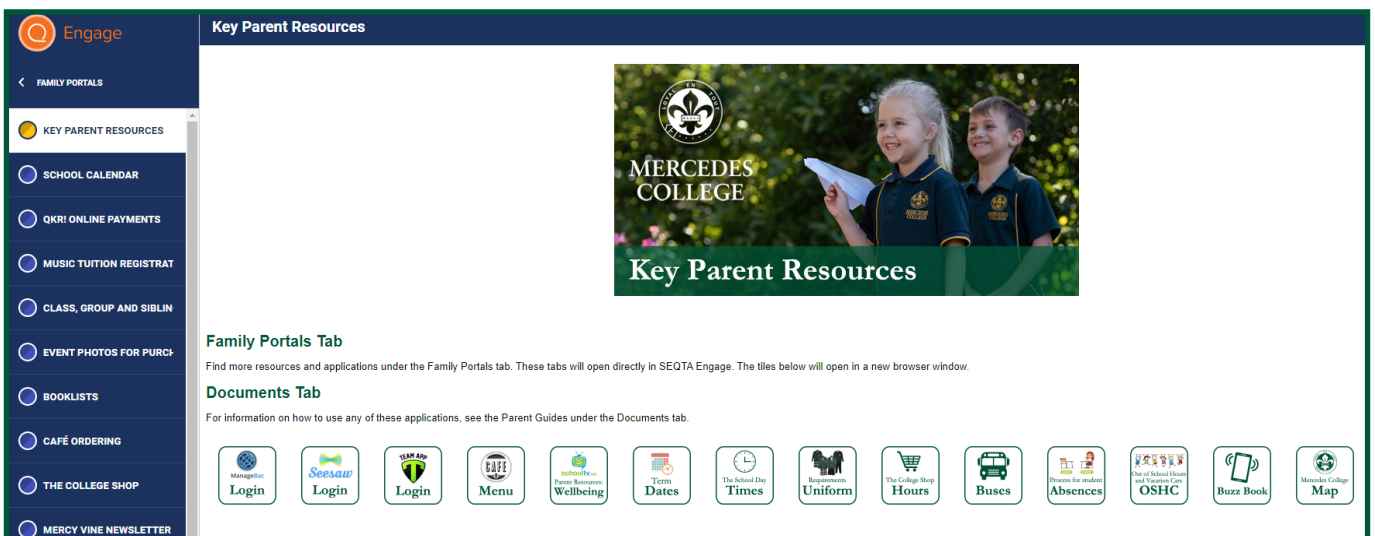 Engage
Key Parent Resources
FAMILY PORTALS
KEY PARENT RESOURCES
SCHOOL CALENDAR
QKR! ONLINE PAYMENTS
MUSIC TUITION REGISTRAT
CLASS, GROUP AND SIBLIN
EVENT PHOTOS FOR PURCH
BOOKLISTS
CAFÉ ORDERING
THE COLLEGE SHOP
MERCY VINE NEWSLETTER
LOYAL EN TOUT
MERCEDES
COLLEGE
Key Parent Resources
Family Portals Tab
Find more resources and applications under the Family Portals tab. These tabs will open directly in SEQTA Engage. The tiles below will open in a new browser window.
Documents Tab
For information on how to use any of these applications, see the Parent Guides under the Documents tab.
ManageBac
Login
Seesaw
Login
TEAM APP
Login
CAFE
Menu
schooltv.me
Parent Resources:
Wellbeing
Term
Dates
The School Day
Times
Requirements
Uniform
The College Shop
Hours
Buses
Process for student
Absences
Out of School Hours
and Vacation Care
OSHC
Buzz Book
Mercedes College
Map